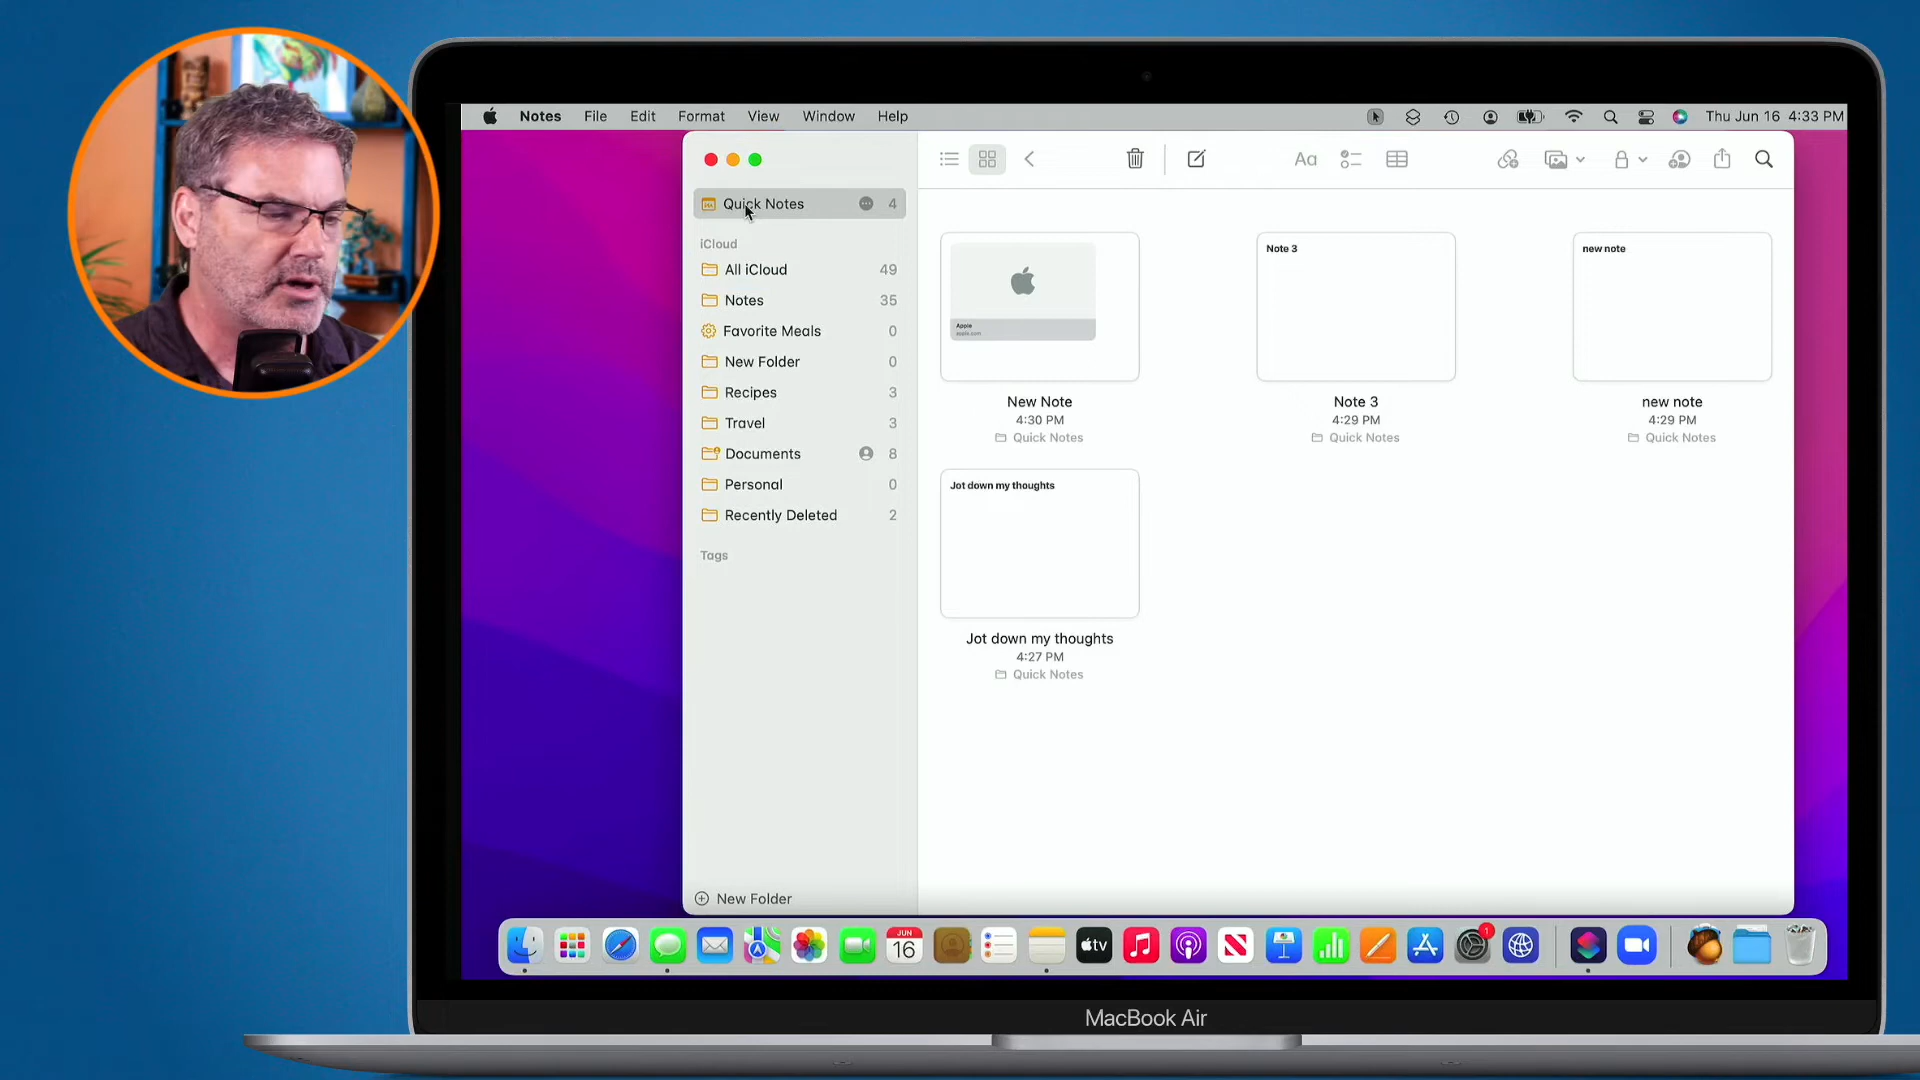 Notes File Edit Format View Window Help Thu Jun 16 4:33 PM
Quick Notes 4
iCloud
All iCloud 49
Notes 35
Favorite Meals 0
New Folder 0
Recipes 3
Travel 3
Documents 8
Personal 0
Recently Deleted 2
Tags
New Folder
Aa
Apple
apple.com
New Note
4:30 PM
Quick Notes
Note 3
Note 3
4:29 PM
Quick Notes
new note
new note
4:29 PM
Quick Notes
Jot down my thoughts
Jot down my thoughts
4:27 PM
Quick Notes
JUN
16
tv
1
MacBook Air